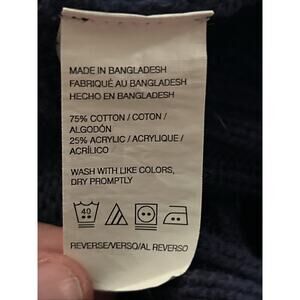 MADE IN BANGLADESH
FABRIQUÉ AU BANGLADESH
HECHO EN BANGLADESH
75% COTTON / COTON /
ALGODÓN
25% ACRYLIC / ACRYLIQUE /
ACRÍLICO
WASH WITH LIKE COLORS,
DRY PROMPTLY
40
REVERSE/VERSO/AL REVERSO